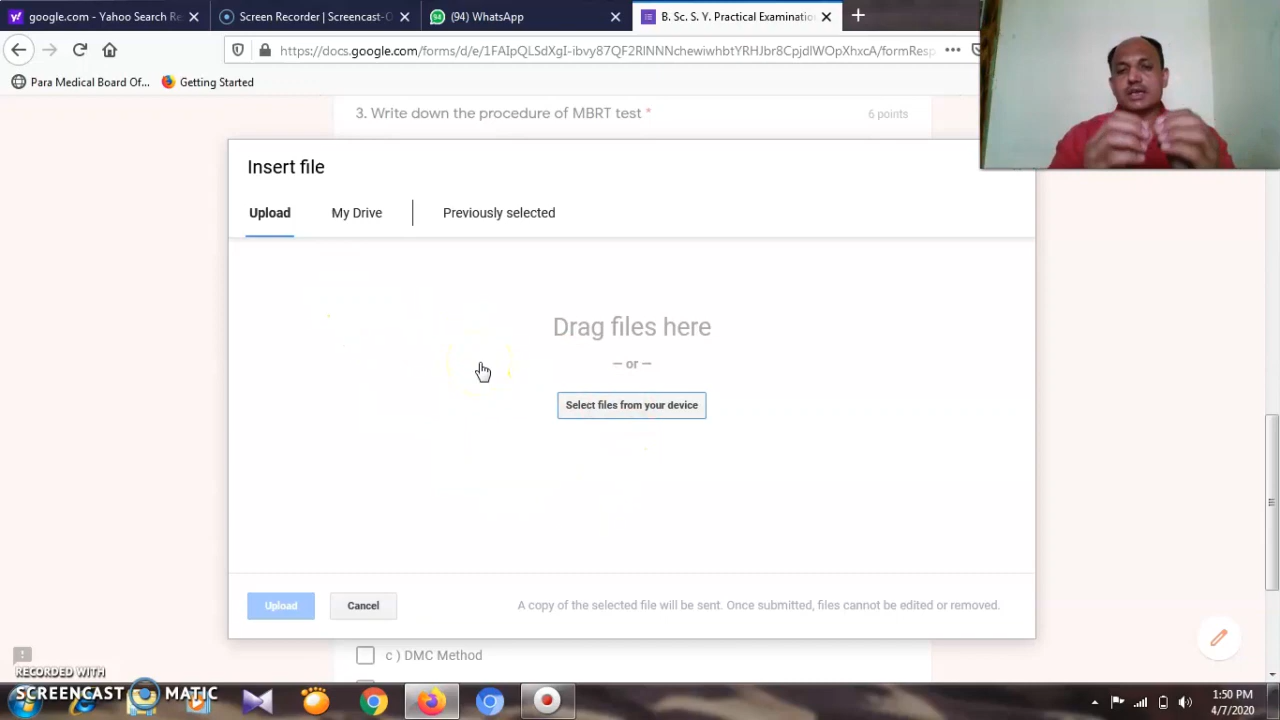 google.com - Yahoo Search Re
Screen Recorder | Screencast-O
(94) WhatsApp
B. Sc. S. Y. Practical Examinatio
https://docs.google.com/forms/d/e/1FAIpQLSdXgI-ibvy87QF2RlNNNchewiwhbtYRHJbr8CpjdlWOpXhxcA/formResp
Para Medical Board Of...
Getting Started
3. Write down the procedure of MBRT test *
6 points
Insert file
Upload
My Drive
Previously selected
Drag files here
— or —
Select files from your device
Upload
Cancel
A copy of the selected file will be sent. Once submitted, files cannot be edited or removed.
c ) DMC Method
RECORDED WITH
SCREENCAST MATIC
1:50 PM
4/7/2020